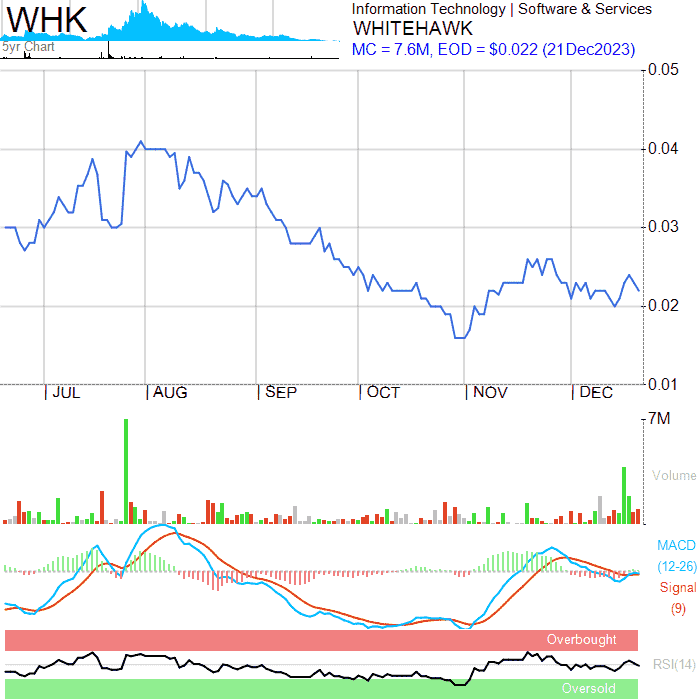 WHK
5yr Chart
Information Technology | Software & Services
WHITEHAWK
MC = 7.6M, EOD = $0.022 (21Dec2023)
0.05
0.04
0.03
0.02
0.01
JUL AUG SEP OCT NOV DEC
7M
Volume
MACD
(12-26)
Signal
(9)
Overbought
RSI(14)
Oversold